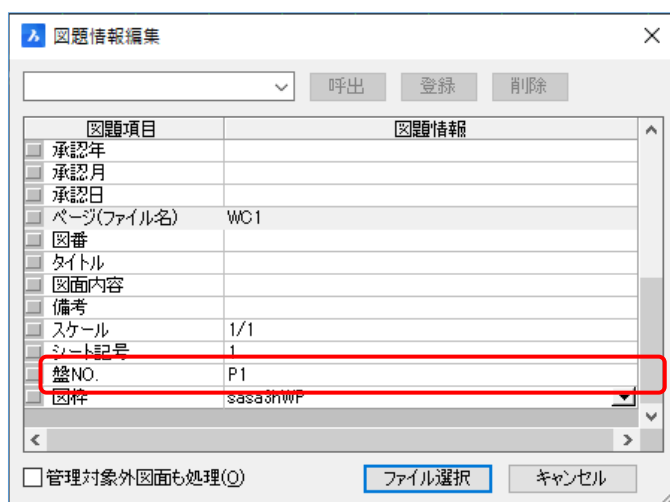 図題情報編集
呼出 登録 削除
図題項目 図題情報
承認年
承認月
承認日
ページ(ファイル名) WC1
図番
タイトル
図面内容
備考
スケール 1/1
シート記号 1
盤NO. P1
図枠 sasa3hWP
管理対象外図面も処理(O) ファイル選択 キャンセル